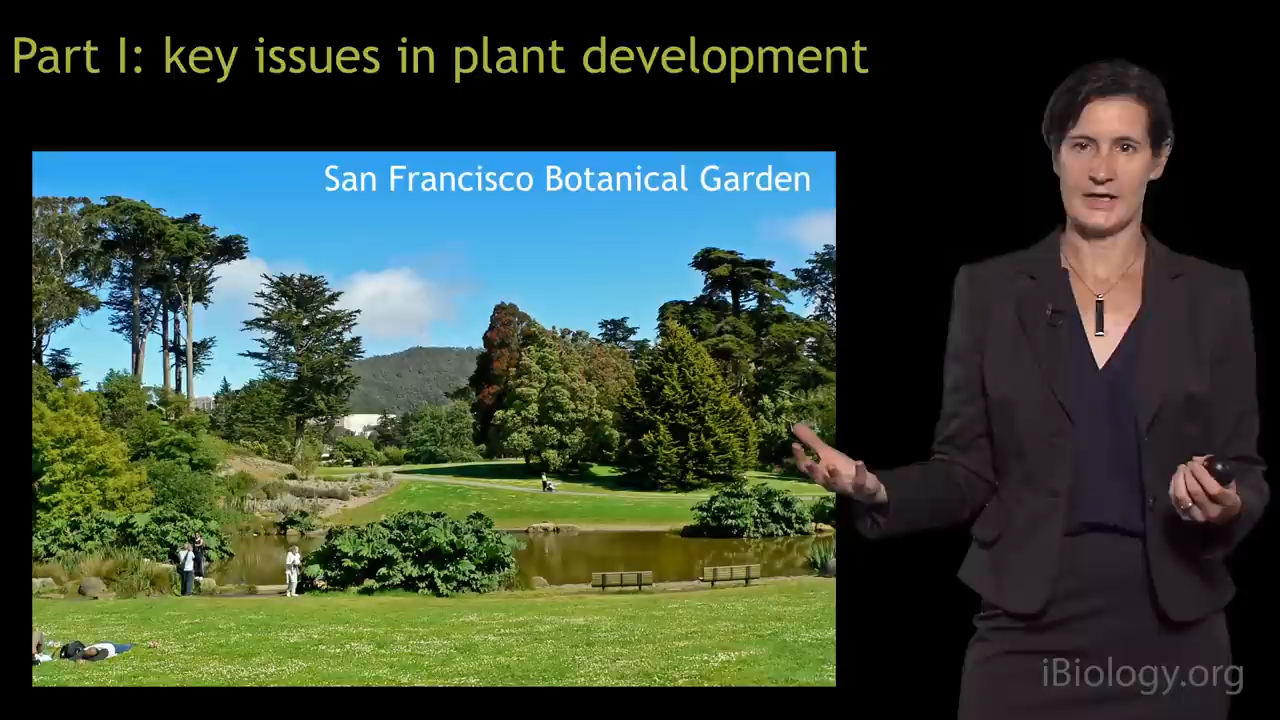 Part I: key issues in plant development
San Francisco Botanical Garden
iBiology.org